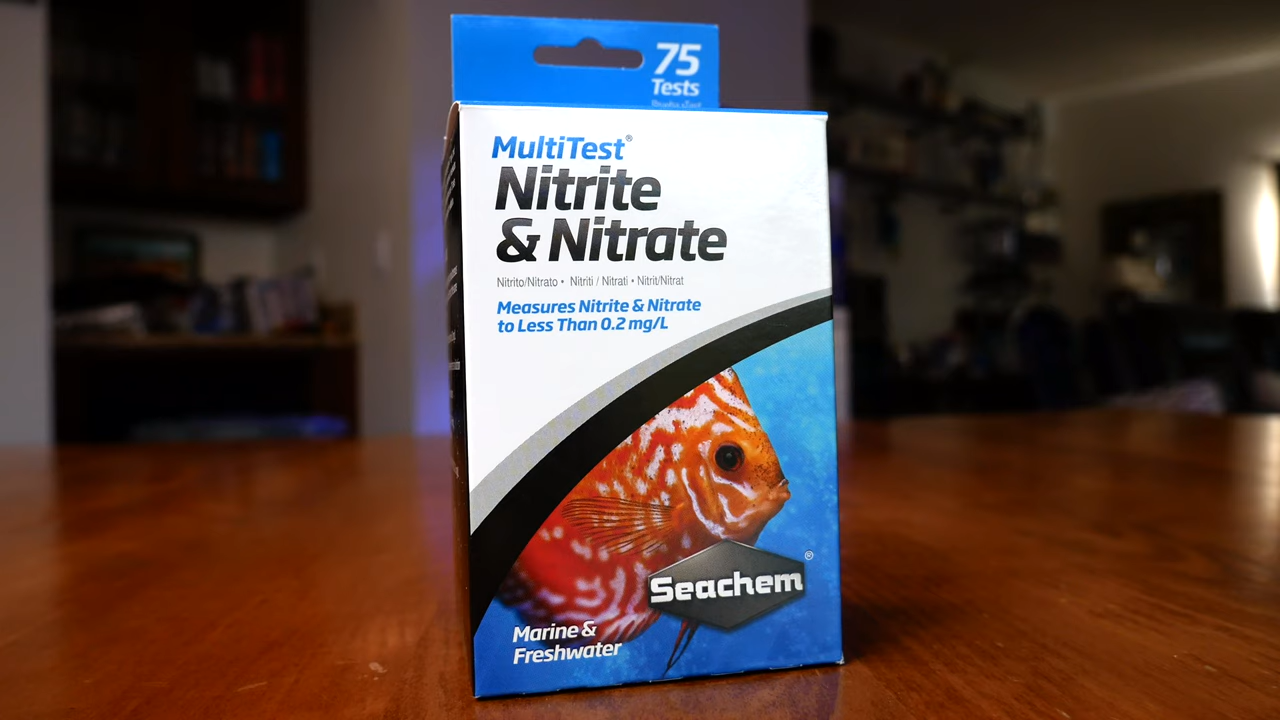 75
Tests
MultiTest®
Nitrite
& Nitrate
Nitrito/Nitrato • Nitriti / Nitrati • Nitrit/Nitrat
Measures Nitrite & Nitrate
to Less Than 0.2 mg/L
Seachem®
Marine &
Freshwater